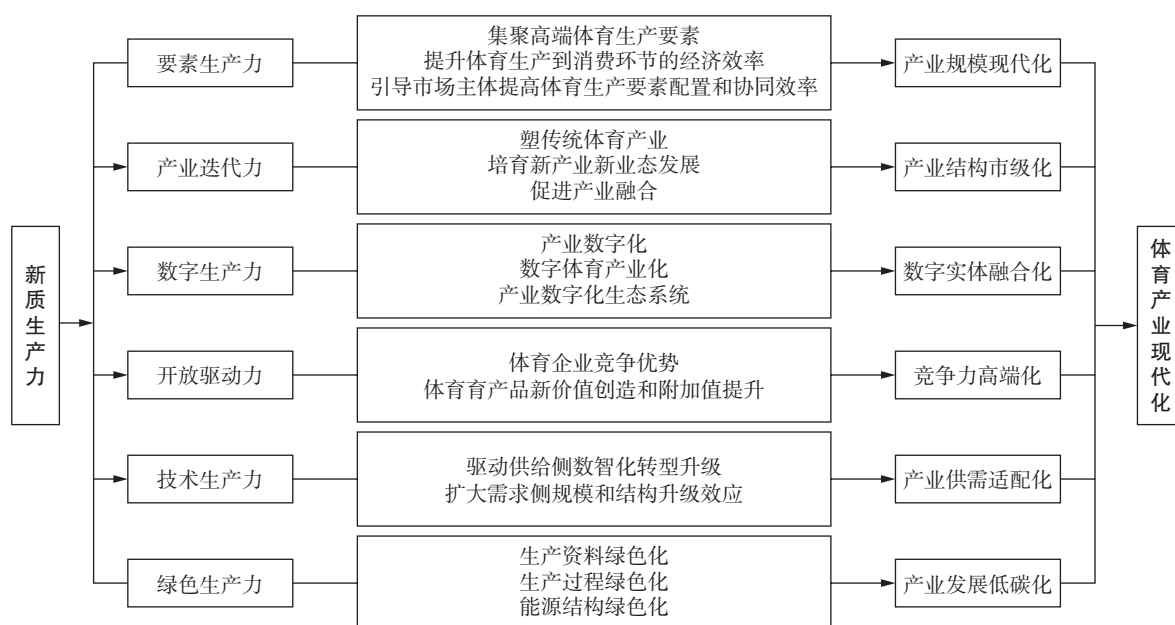 新质生产力
要素生产力
集聚高端体育生产要素
提升体育生产到消费环节的经济效率
引导市场主体提高体育生产要素配置和协同效率
产业规模现代化
产业迭代力
塑传统体育产业
培育新产业新业态发展
促进产业融合
产业结构市级化
数字生产力
产业数字化
数字体育产业化
产业数字化生态系统
数字实体融合化
开放驱动力
体育企业竞争优势
体育育产品新价值创造和附加值提升
竞争力高端化
技术生产力
驱动供给侧数智化转型升级
扩大需求侧规模和结构升级效应
产业供需适配化
绿色生产力
生产资料绿色化
生产过程绿色化
能源结构绿色化
产业发展低碳化
体育产业现代化